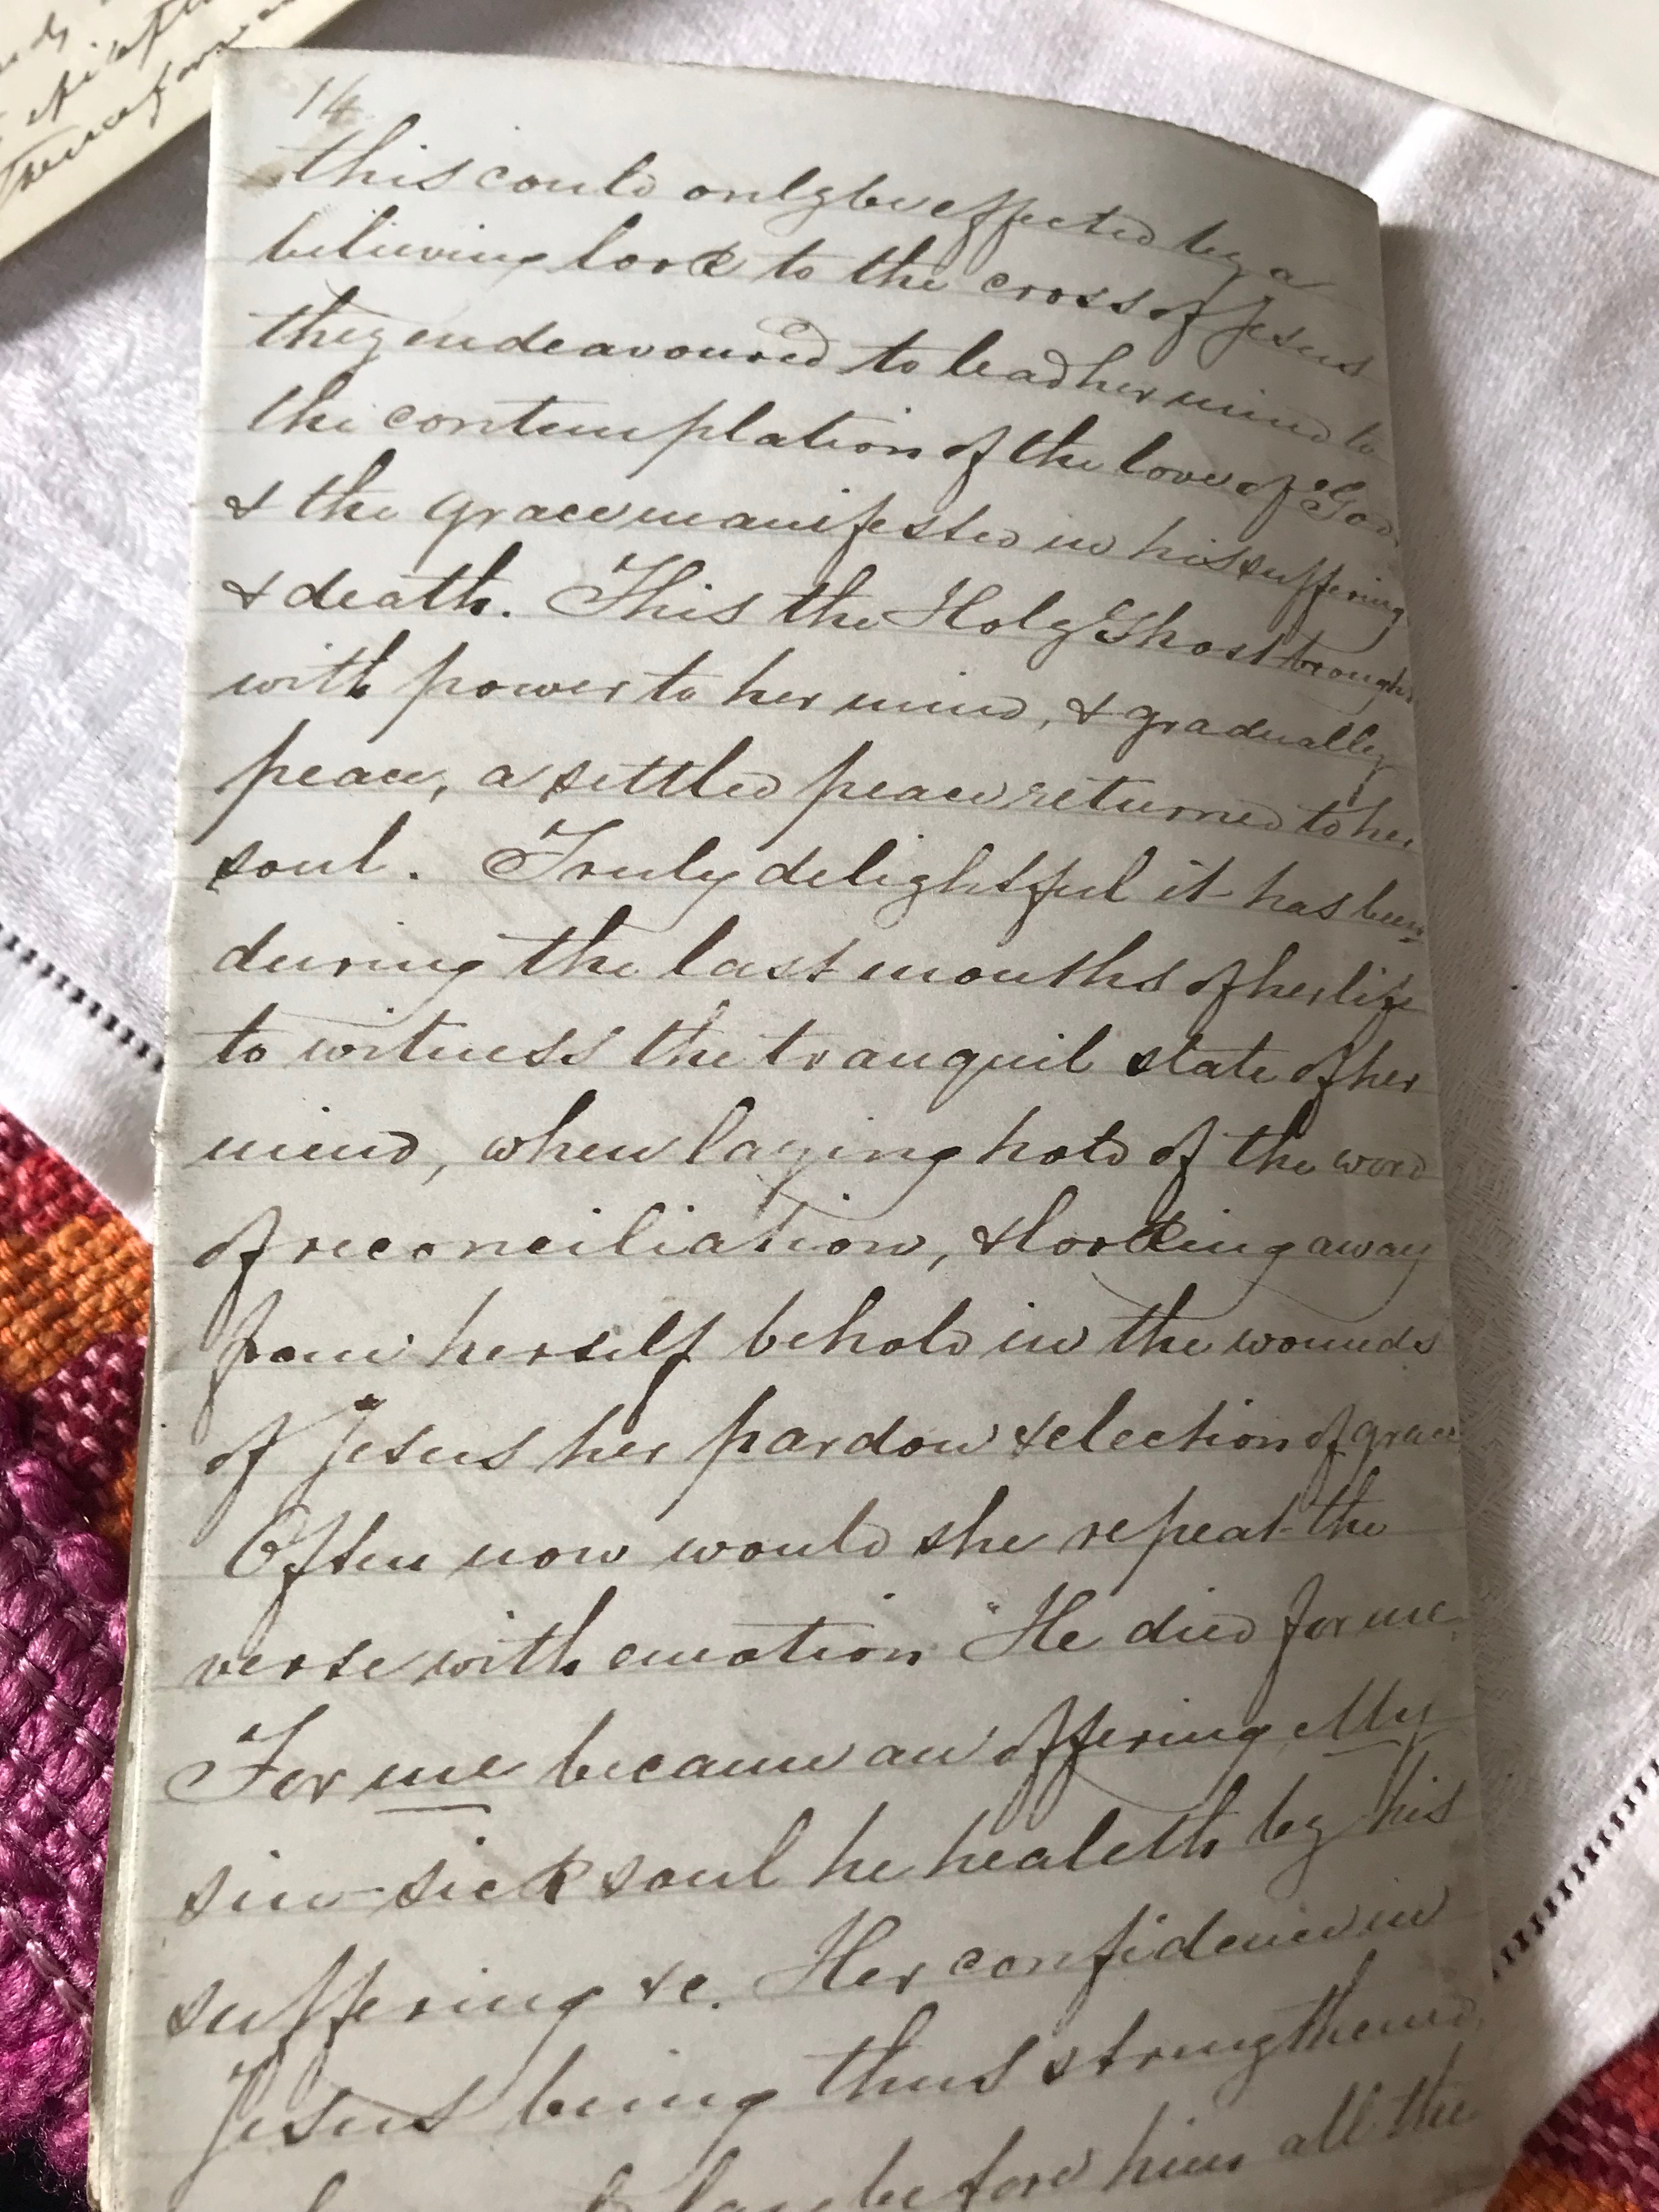 14.
this could only be effected by a
believing look to the cross of Jesus
they endeavoured to lead her mind to
the contemplation of the love of God,
& the grace manifested in his suffering
& death. This the Holy Ghost brought
with power to her mind, & gradually
peace, a settled peace returned to her
soul. Truly delightful it has been
during the last months of her life
to witness the tranquil state of her
mind, when laying hold of the word
of reconciliation, & looking away
from herself behold in the wounds
of Jesus her pardon & election of grace
Often now would she repeat the
verse with emotion "He died for me,
For me became an offering, My
sin-sick soul he healeth by his
suffering &c. Her confidence in
Jesus being thus strengthened,
lay before him all the